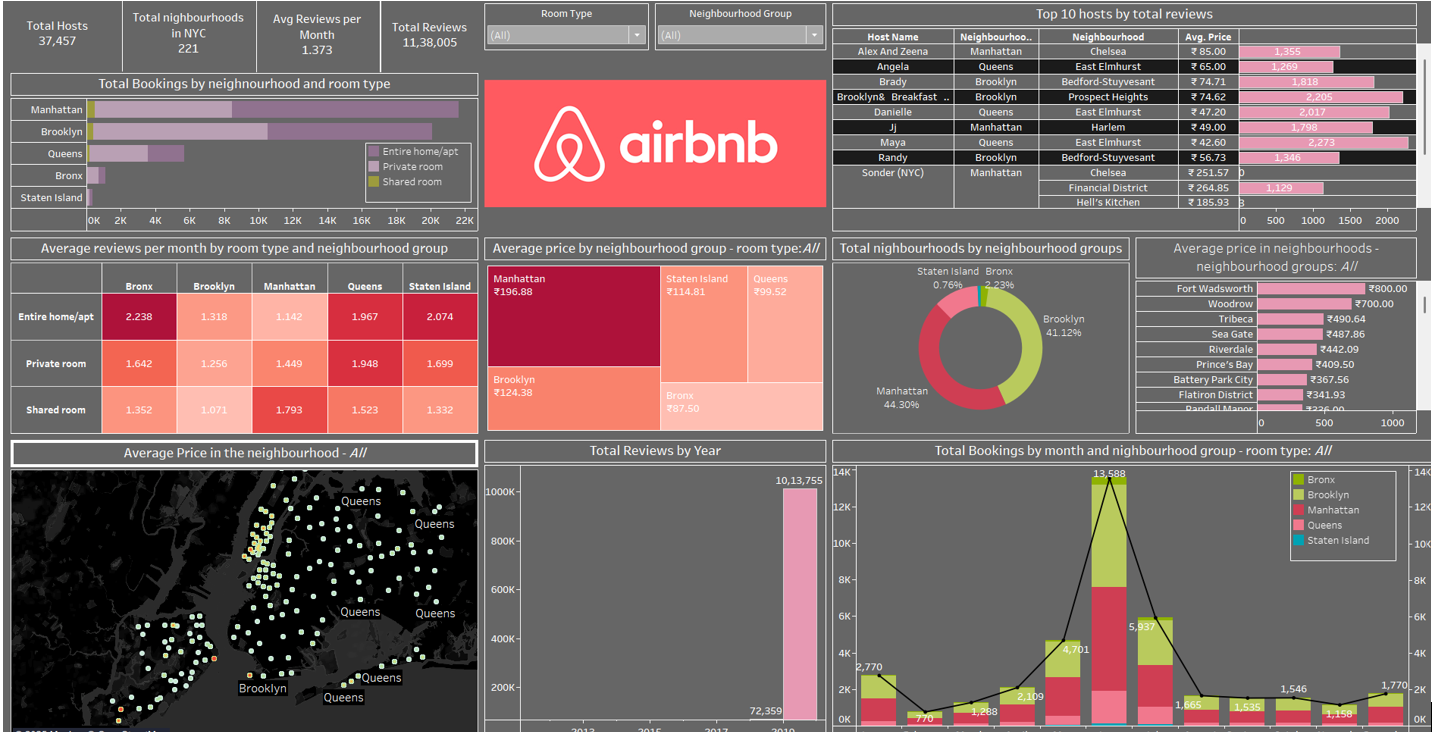 Total Hosts
37,457
Total nighbourhoods
in NYC
221
Avg Reviews per
Month
1.373
Total Reviews
11,38,005
Room Type
(All)
Neighbourhood Group
(All)
Top 10 hosts by total reviews
Host Name Neighbourhoo.. Neighbourhood Avg. Price
Alex And Zeena Manhattan Chelsea ₹ 85.00 1,355
Angela Queens East Elmhurst ₹ 65.00 1,269
Brady Brooklyn Bedford-Stuyvesant ₹ 74.71 1,818
Brooklyn& Breakfast .. Brooklyn Prospect Heights ₹ 74.62 2,205
Danielle Queens East Elmhurst ₹ 47.20 2,017
Jj Manhattan Harlem ₹ 49.00 1,798
Maya Queens East Elmhurst ₹ 42.60 2,273
Randy Brooklyn Bedford-Stuyvesant ₹ 56.73 1,346
Sonder (NYC) Manhattan Chelsea ₹ 251.57 0
Financial District ₹ 264.85 1,129
Hell's Kitchen ₹ 185.93 3
0 500 1000 1500 2000
Total Bookings by neighnourhood and room type
Manhattan
Brooklyn
Queens
Bronx
Staten Island
Entire home/apt
Private room
Shared room
0K 2K 4K 6K 8K 10K 12K 14K 16K 18K 20K 22K
airbnb
Average reviews per month by room type and neighbourhood group
Bronx Brooklyn Manhattan Queens Staten Island
Entire home/apt 2.238 1.318 1.142 1.967 2.074
Private room 1.642 1.256 1.449 1.948 1.699
Shared room 1.352 1.071 1.793 1.523 1.332
Average price by neighbourhood group - room type:All
Manhattan
₹196.88
Staten Island
₹114.81
Queens
₹99.52
Brooklyn
₹124.38
Bronx
₹87.50
Total nighbourhoods by neighbourhood groups
Staten Island
0.76%
Bronx
2.23%
Brooklyn
41.12%
Manhattan
44.30%
Average price in neighbourhoods -
neighbourhood groups: All
Fort Wadsworth ₹800.00
Woodrow ₹700.00
Tribeca ₹490.64
Sea Gate ₹487.86
Riverdale ₹442.09
Prince's Bay ₹409.50
Battery Park City ₹367.56
Flatiron District ₹341.93
Randall Manor ₹336.00
0 500 1000
Average Price in the neighbourhood - All
Queens
Queens
Queens
Queens
Queens
Brooklyn
Queens
Total Reviews by Year
1000K
800K
600K
400K
200K
10,13,755
72,359
2013 2015 2017 2019
Total Bookings by month and nighbourhood group - room type: All
14K
12K
10K
8K
6K
4K
2K
0K
2,770
770
1,288
2,109
4,701
13,588
5,937
1,665
1,535
1,546
1,158
1,770
Bronx
Brooklyn
Manhattan
Queens
Staten Island
14K
12K
10K
8K
6K
4K
2K
0K